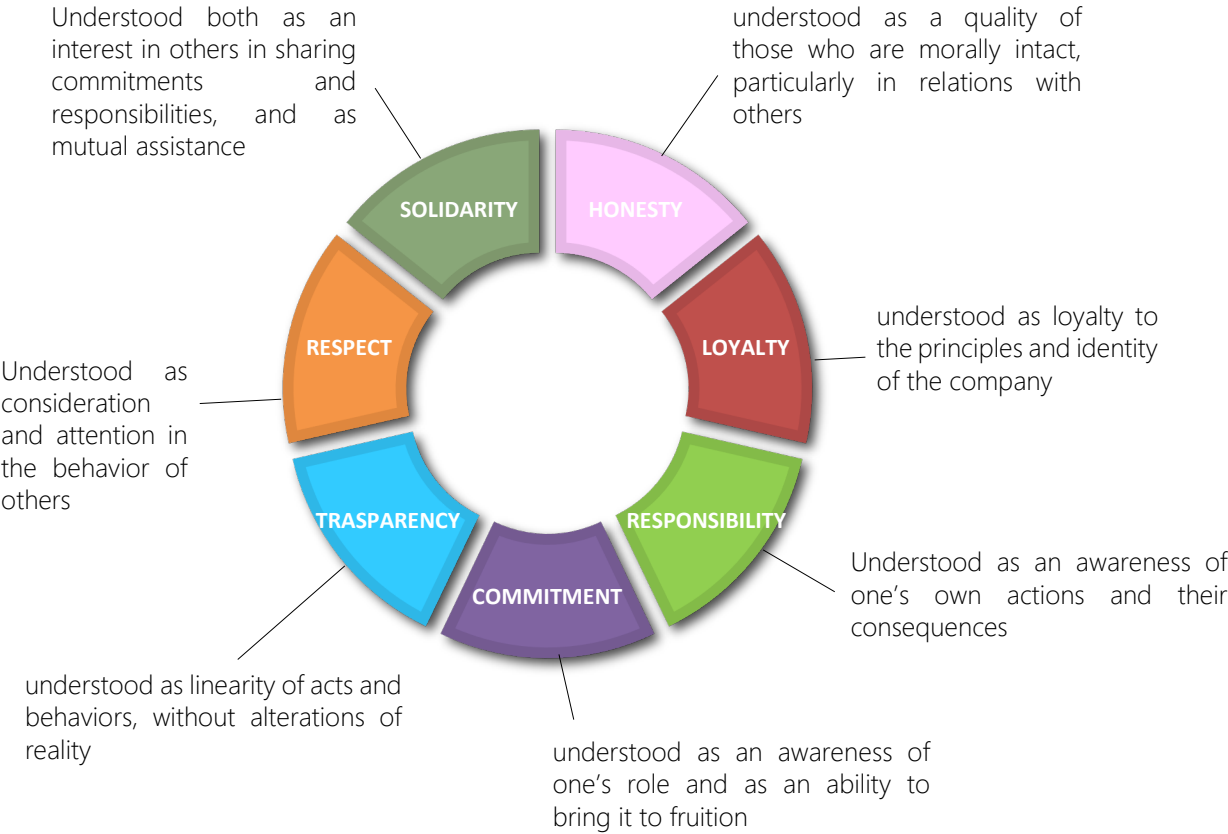 Understood both as an
interest in others in sharing
commitments and
responsibilities, and as
mutual assistance
understood as a quality of
those who are morally intact,
particularly in relations with
others
SOLIDARITY
HONESTY
RESPECT
LOYALTY
understood as loyalty to
the principles and identity
of the company
Understood as
consideration
and attention in
the behavior of
others
TRASPARENCY
RESPONSIBILITY
COMMITMENT
Understood as an awareness of
one’s own actions and their
consequences
understood as linearity of acts and
behaviors, without alterations of
reality
understood as an awareness of
one’s role and as an ability to
bring it to fruition